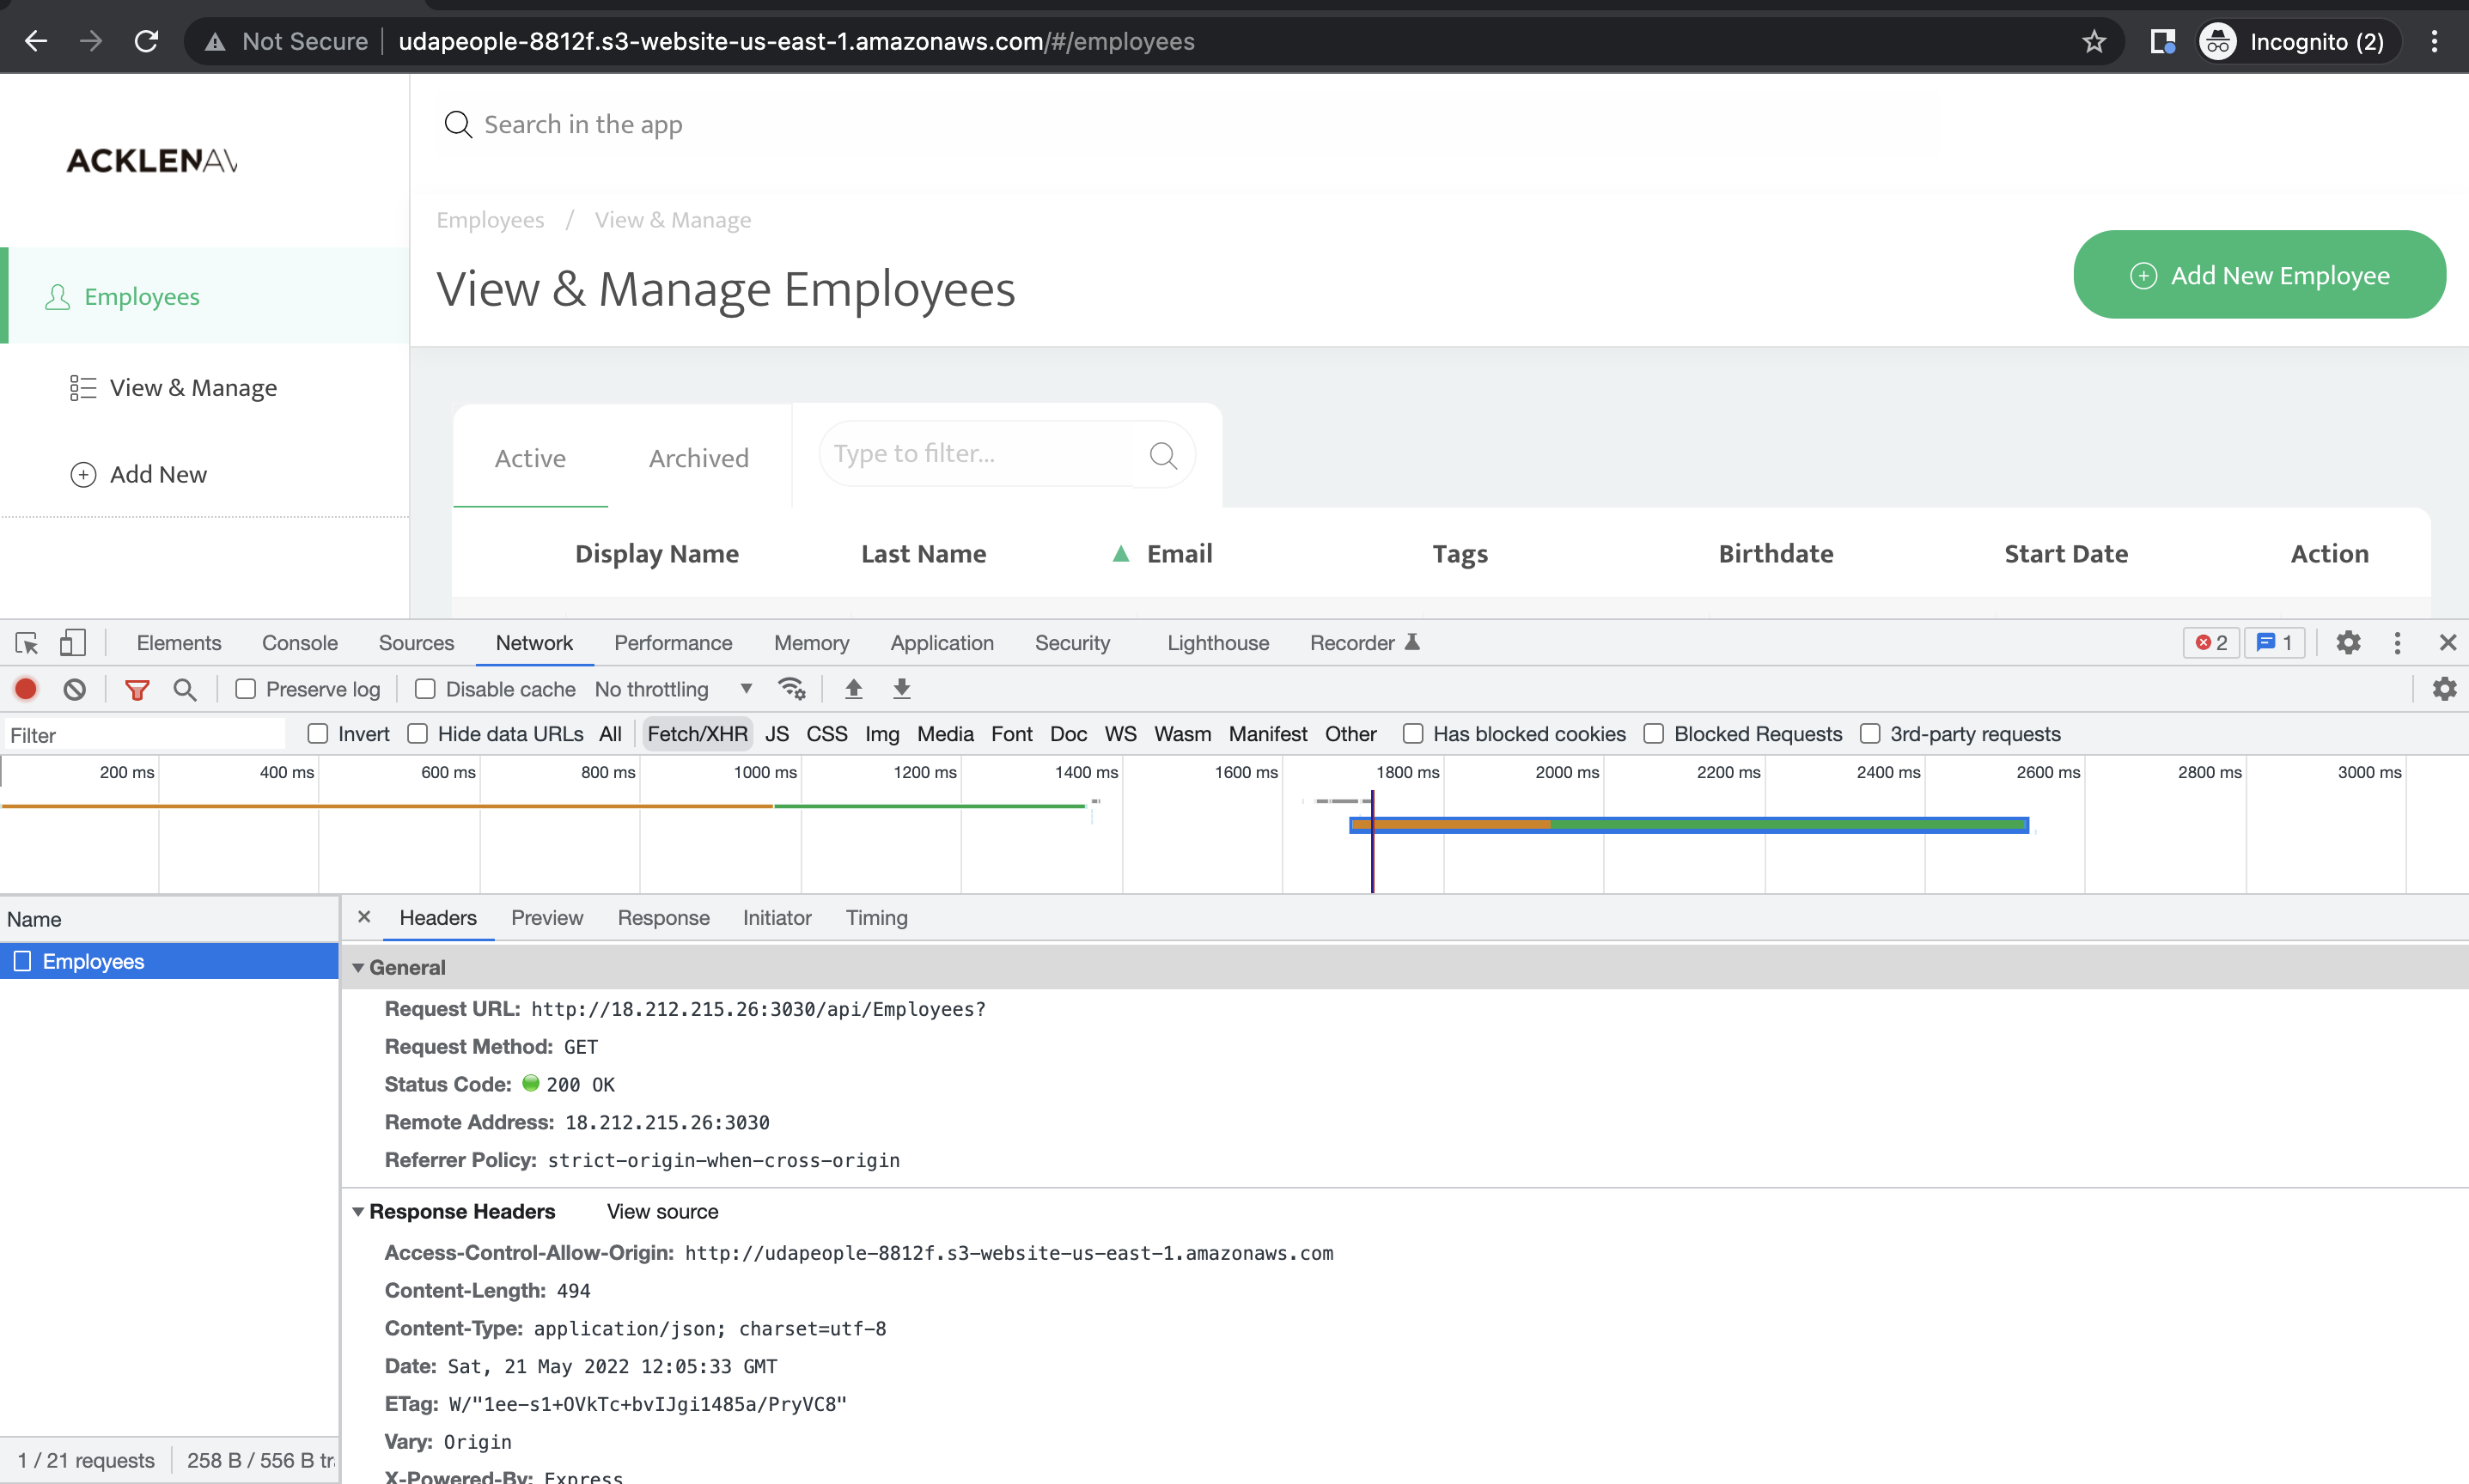 Not Secure udapeople-8812f.s3-website-us-east-1.amazonaws.com/#/employees Incognito (2)
Search in the app
ACKLENAV
Employees / View & Manage
View & Manage Employees
Add New Employee
Employees
View & Manage
Add New
Active Archived Type to filter...
Display Name Last Name Email Tags Birthdate Start Date Action
Elements Console Sources Network Performance Memory Application Security Lighthouse Recorder 2 1
Preserve log Disable cache No throttling
Filter Invert Hide data URLs All Fetch/XHR JS CSS Img Media Font Doc WS Wasm Manifest Other Has blocked cookies Blocked Requests 3rd-party requests
200 ms 400 ms 600 ms 800 ms 1000 ms 1200 ms 1400 ms 1600 ms 1800 ms 2000 ms 2200 ms 2400 ms 2600 ms 2800 ms 3000 ms
Name
Employees
Headers Preview Response Initiator Timing
General
Request URL: http://18.212.215.26:3030/api/Employees?
Request Method: GET
Status Code: 200 OK
Remote Address: 18.212.215.26:3030
Referrer Policy: strict-origin-when-cross-origin
Response Headers View source
Access-Control-Allow-Origin: http://udapeople-8812f.s3-website-us-east-1.amazonaws.com
Content-Length: 494
Content-Type: application/json; charset=utf-8
Date: Sat, 21 May 2022 12:05:33 GMT
ETag: W/"1ee-s1+OVkTc+bvIJgi1485a/PryVC8"
Vary: Origin
X-Powered-By: Express
1 / 21 requests 258 B / 556 B tr